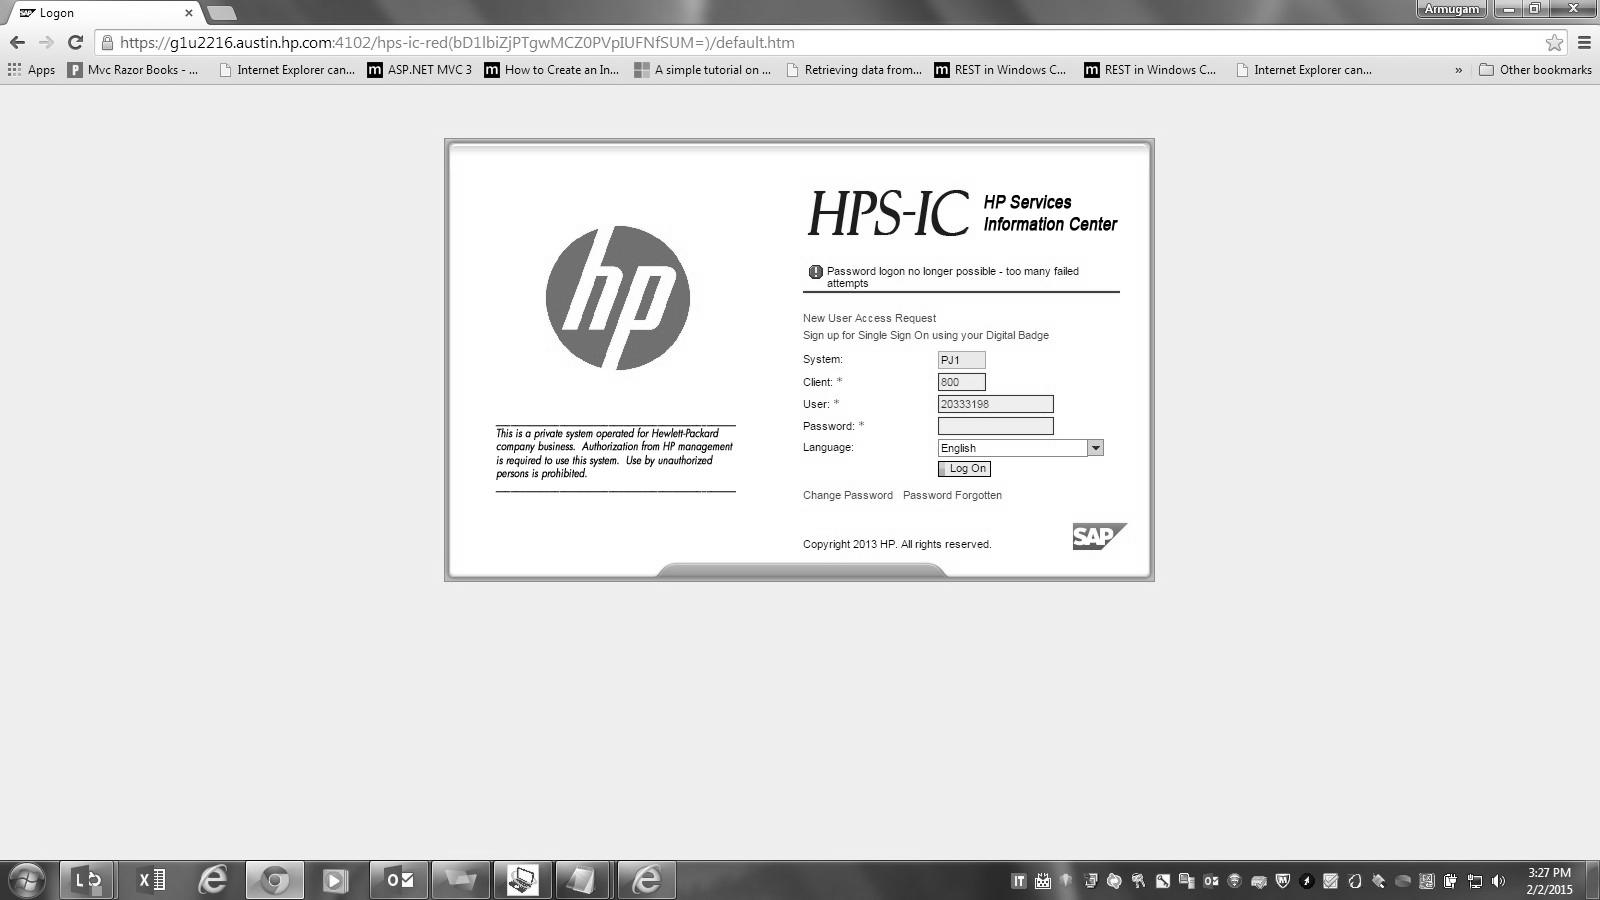 SAP Logon
Armugam
https://g1u2216.austin.hp.com:4102/hps-ic-red(bD1lbiZjPTgwMCZ0PVpIUFNfSUM=)/default.htm
Apps P Mvc Razor Books - ... Internet Explorer can... m ASP.NET MVC 3 m How to Create an In... A simple tutorial on ... Retrieving data from... m REST in Windows C... m REST in Windows C... Internet Explorer can... » Other bookmarks
HPS-IC
HP Services
Information Center
hp
Password logon no longer possible - too many failed
attempts
New User Access Request
Sign up for Single Sign On using your Digital Badge
System: PJ1
Client: * 800
User: * 20333198
Password: *
Language: English
Log On
Change Password Password Forgotten
This is a private system operated for Hewlett-Packard
company business. Authorization from HP management
is required to use this system. Use by unauthorized
persons is prohibited.
SAP
Copyright 2013 HP. All rights reserved.
IT
3:27 PM
2/2/2015